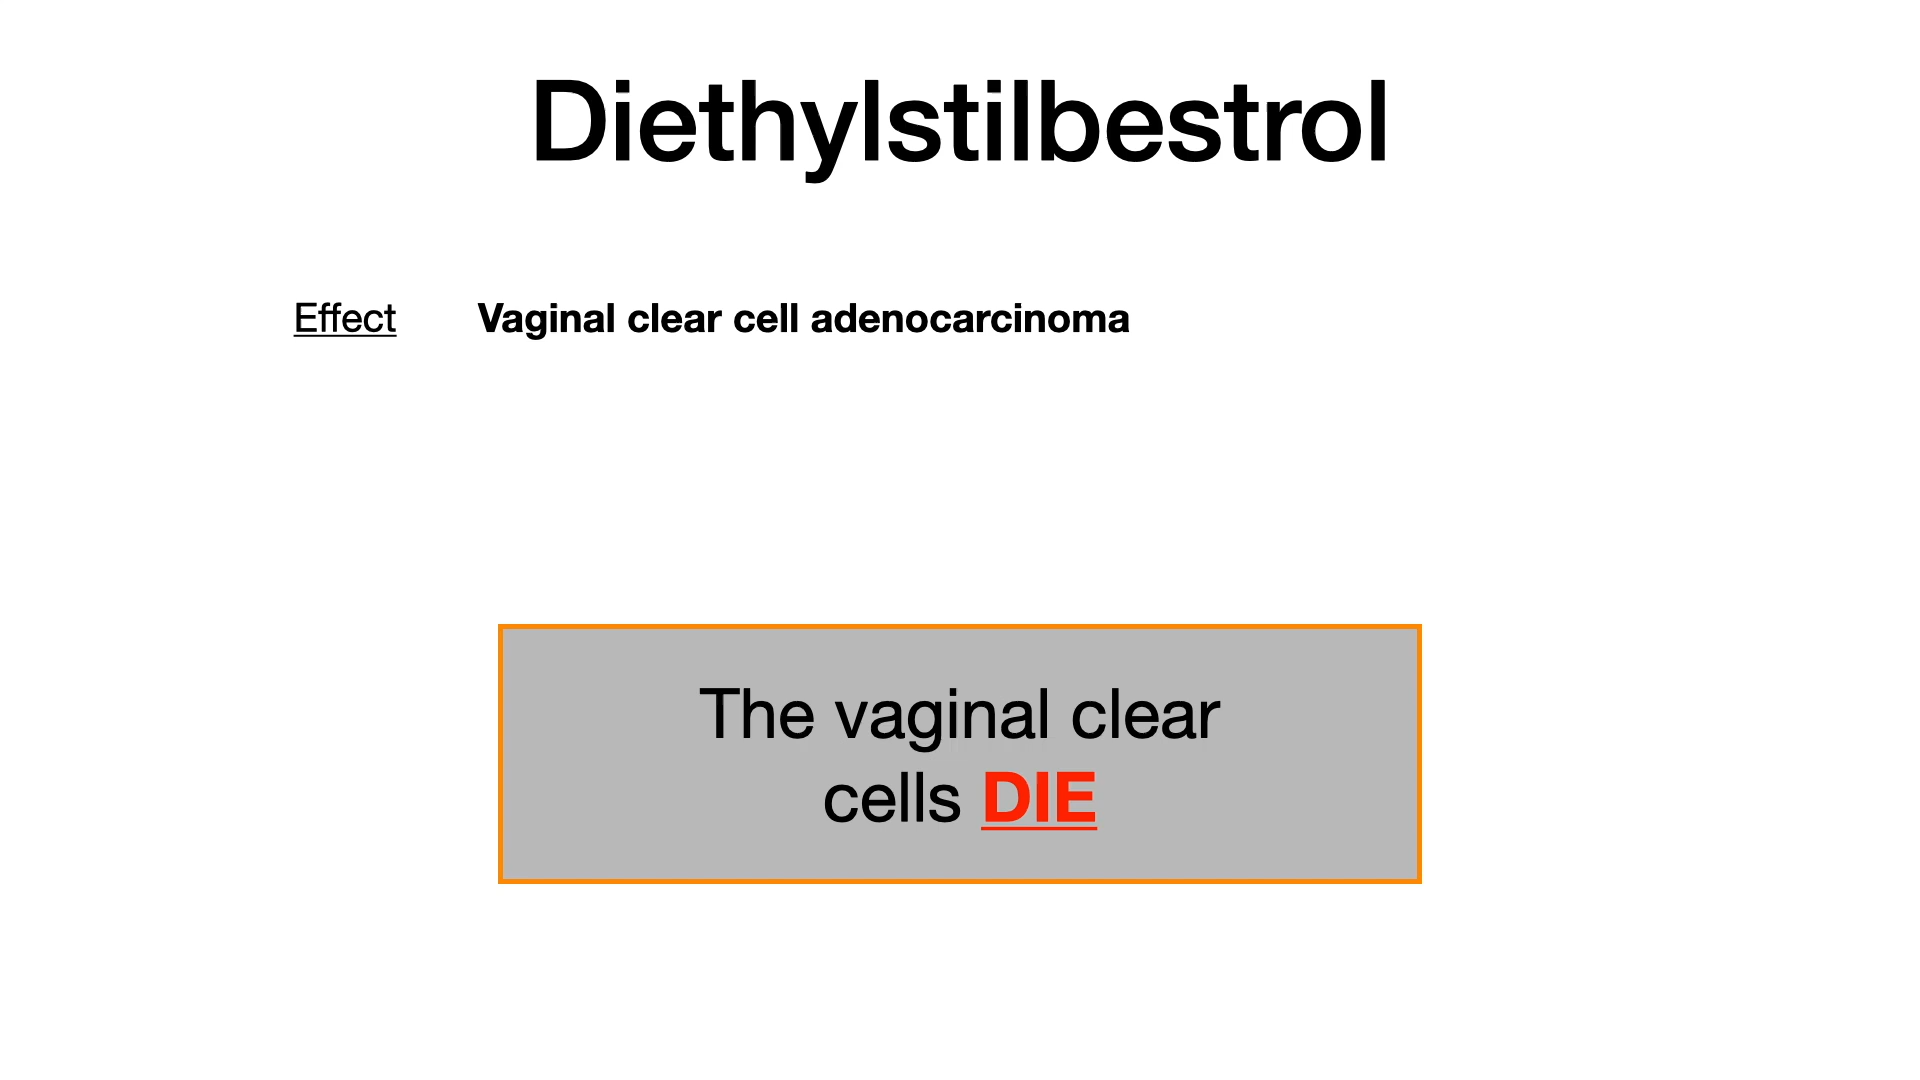 Diethylstilbestrol
Effect Vaginal clear cell adenocarcinoma
The vaginal clear
cells DIE